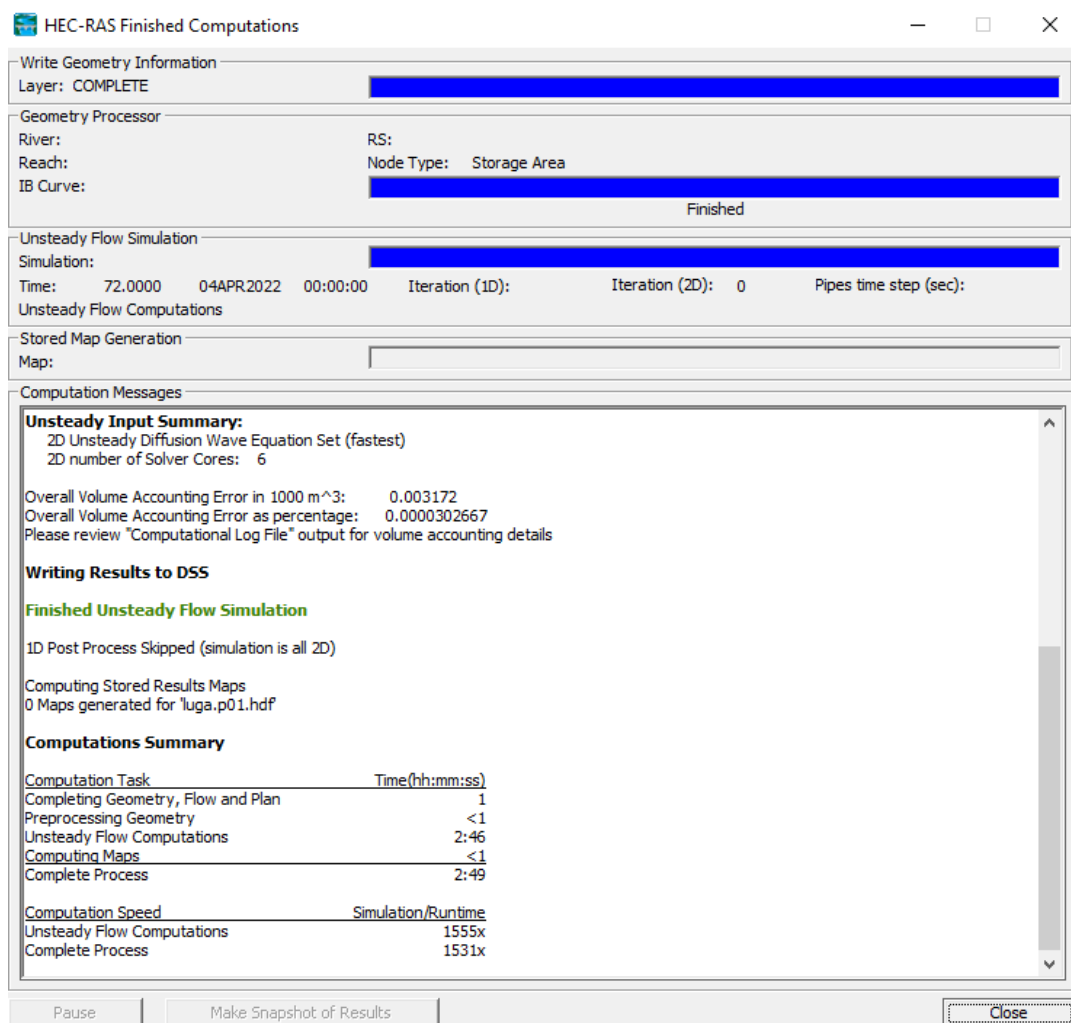 HEC-RAS Finished Computations
Write Geometry Information
Layer: COMPLETE
Geometry Processor
River: RS:
Reach: Node Type: Storage Area
IB Curve:
Finished
Unsteady Flow Simulation
Simulation:
Time: 72.0000 04APR2022 00:00:00 Iteration (1D): Iteration (2D): 0 Pipes time step (sec):
Unsteady Flow Computations
Stored Map Generation
Map:
Computation Messages
Unsteady Input Summary:
2D Unsteady Diffusion Wave Equation Set (fastest)
2D number of Solver Cores: 6
Overall Volume Accounting Error in 1000 m^3: 0.003172
Overall Volume Accounting Error as percentage: 0.0000302667
Please review "Computational Log File" output for volume accounting details
Writing Results to DSS
Finished Unsteady Flow Simulation
1D Post Process Skipped (simulation is all 2D)
Computing Stored Results Maps
0 Maps generated for 'luga.p01.hdf'
Computations Summary
Computation Task Time(hh:mm:ss)
Completing Geometry, Flow and Plan 1
Preprocessing Geometry <1
Unsteady Flow Computations 2:46
Computing Maps <1
Complete Process 2:49
Computation Speed Simulation/Runtime
Unsteady Flow Computations 1555x
Complete Process 1531x
Pause Make Snapshot of Results Close